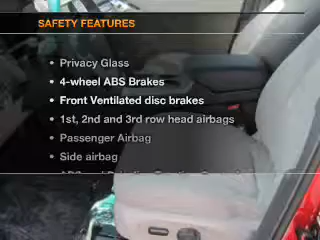 SAFETY FEATURES
• Privacy Glass
• 4-wheel ABS Brakes
• Front Ventilated disc brakes
• 1st, 2nd and 3rd row head airbags
• Passenger Airbag
• Side airbag